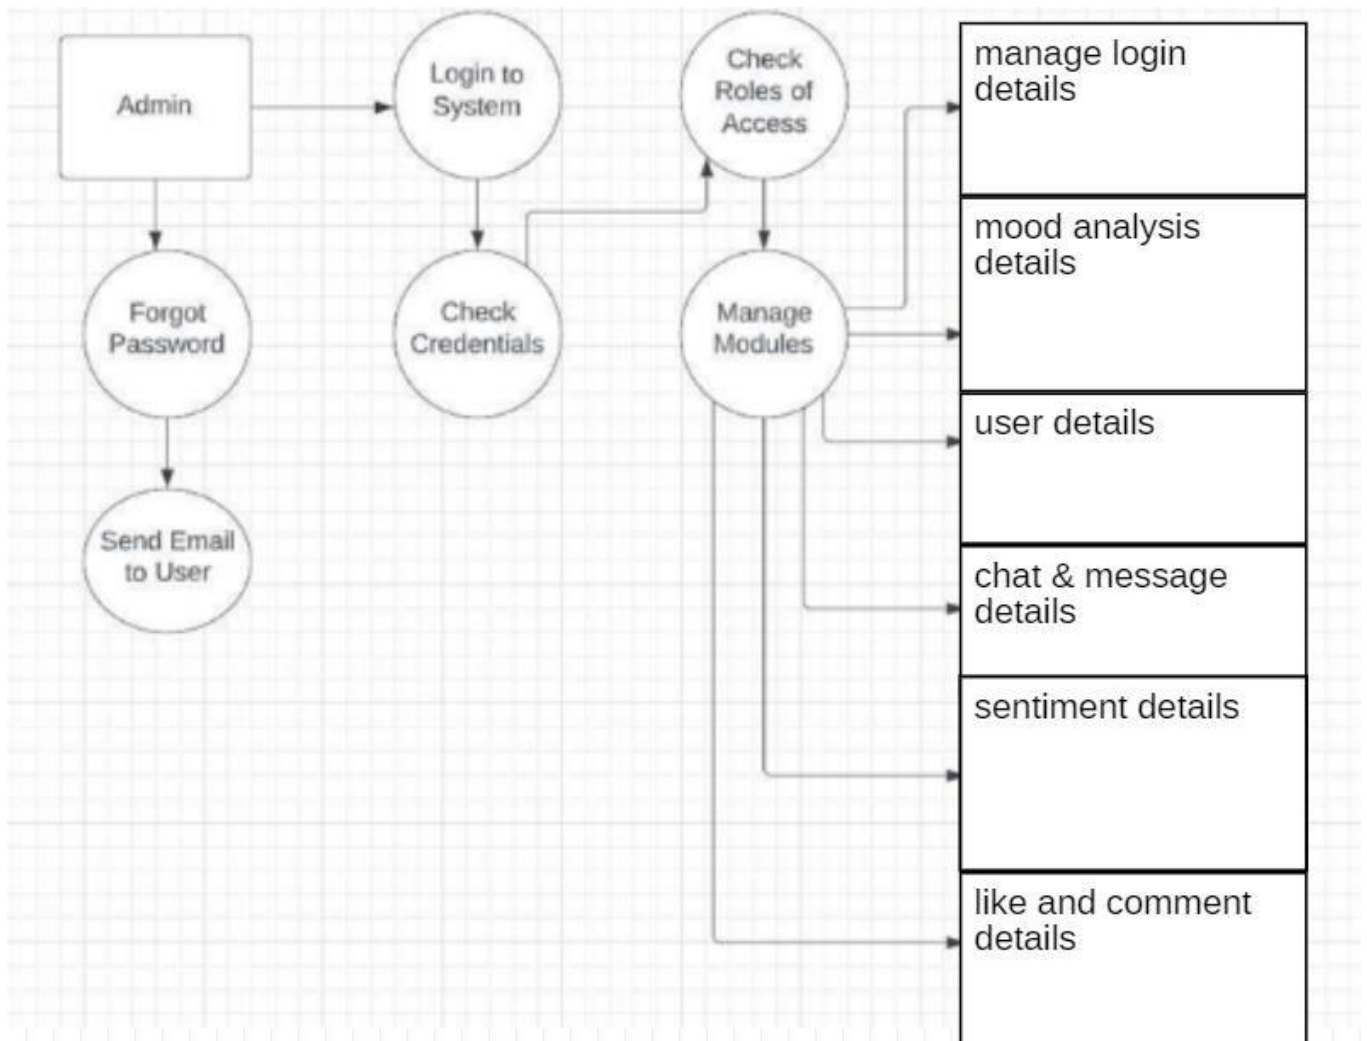 Admin
Login to
System
Check
Roles of
Access
manage login
details
mood analysis
details
Forgot
Password
Check
Credentials
Manage
Modules
user details
Send Email
to User
chat & message
details
sentiment details
like and comment
details